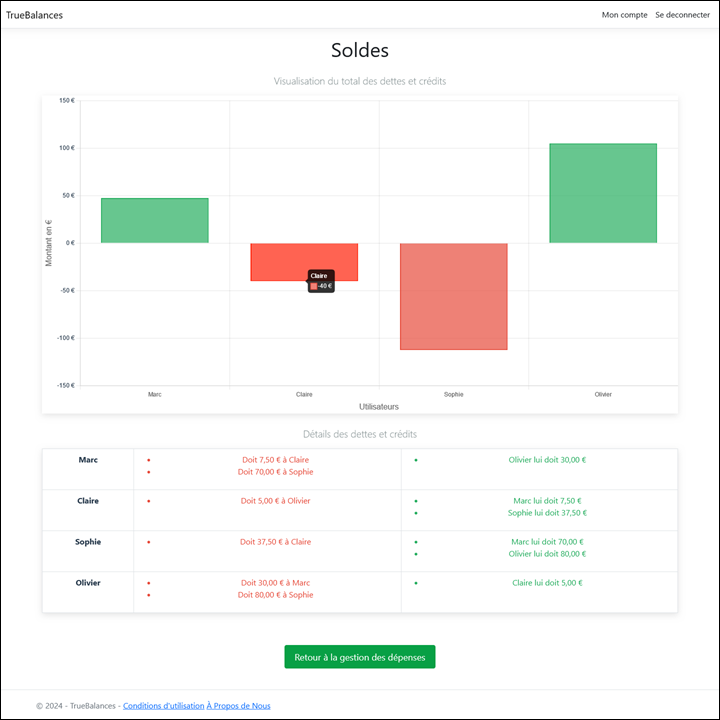 TrueBalances
Mon compte Se deconnecter
Soldes
Visualisation du total des dettes et crédits
150 €
100 €
50 €
0 €
-50 €
-100 €
-150 €
Montant en €
Claire
-40 €
Marc Claire Sophie Olivier
Utilisateurs
Détails des dettes et crédits
Marc
Doit 7,50 € à Claire
Doit 70,00 € à Sophie
Olivier lui doit 30,00 €
Claire
Doit 5,00 € à Olivier
Marc lui doit 7,50 €
Sophie lui doit 37,50 €
Sophie
Doit 37,50 € à Claire
Marc lui doit 70,00 €
Olivier lui doit 80,00 €
Olivier
Doit 30,00 € à Marc
Doit 80,00 € à Sophie
Claire lui doit 5,00 €
Retour à la gestion des dépenses
© 2024 - TrueBalances - Conditions d'utilisation À Propos de Nous